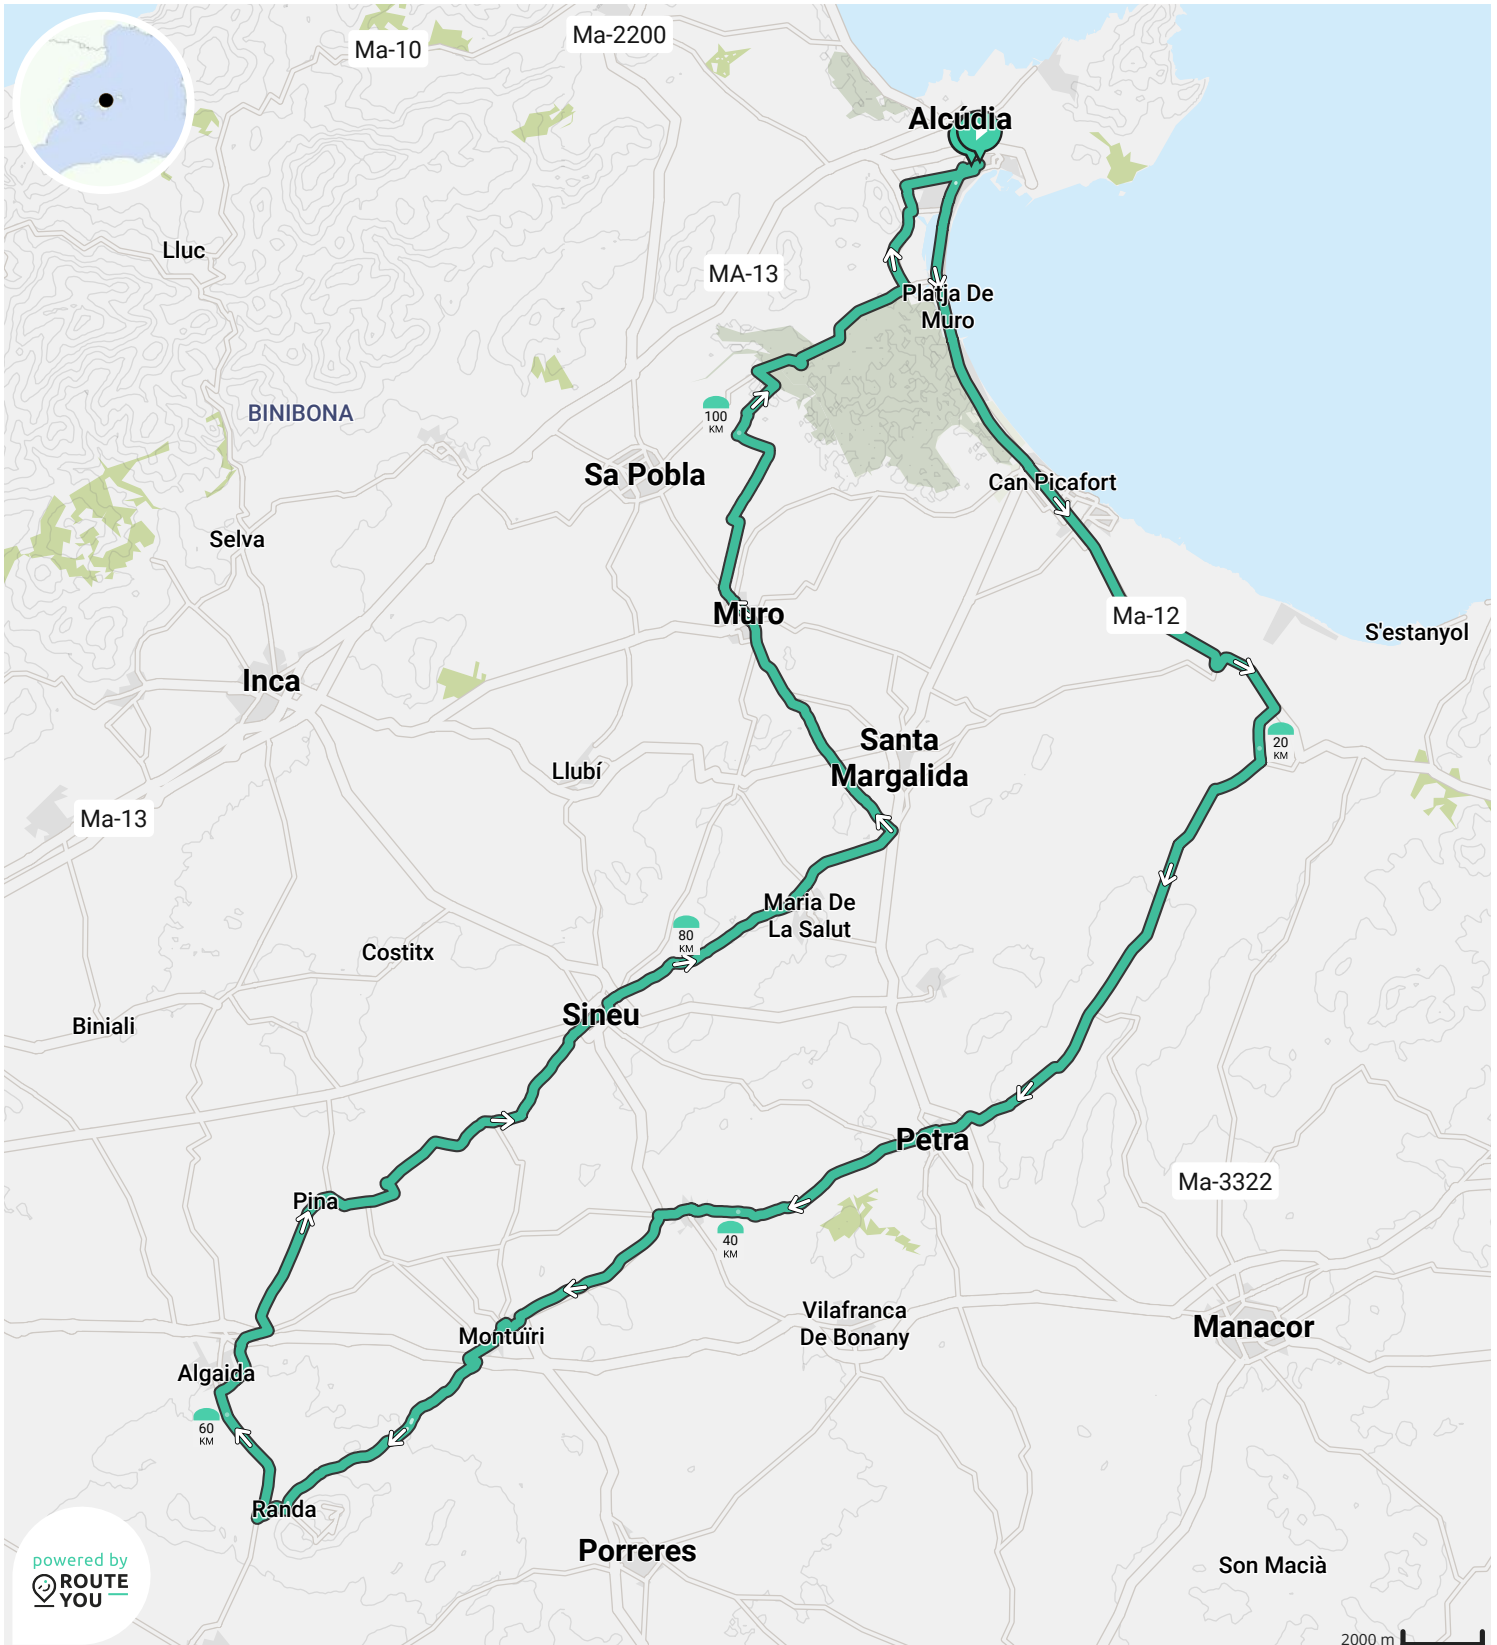 Ma-2200
Ma-10
Alcúdia
Lluc
MA-13
Platja De
Muro
BINIBONA
100
KM
Sa Pobla
Can Picafort
Selva
Muro
Ma-12
S'estanyol
Inca
Santa
Margalida
20
KM
Llubí
Ma-13
Maria De
La Salut
80
KM
Costitx
Sineu
Biniali
Petra
Ma-3322
Pina
40
KM
Vilafranca
De Bonany
Manacor
Montuïri
Algaida
60
KM
Randa
Porreres
Son Macià
powered by
ROUTE
YOU
2000 m